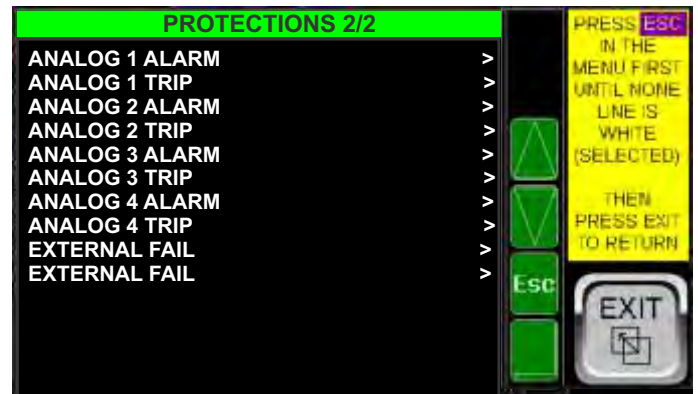 PROTECTIONS 2/2
ANALOG 1 ALARM >
ANALOG 1 TRIP >
ANALOG 2 ALARM >
ANALOG 2 TRIP >
ANALOG 3 ALARM >
ANALOG 3 TRIP >
ANALOG 4 ALARM >
ANALOG 4 TRIP >
EXTERNAL FAIL >
EXTERNAL FAIL >
Esc
PRESS ESC
IN THE
MENU FIRST
UNTIL NONE
LINE IS
WHITE
(SELECTED)
THEN
PRESS EXIT
TO RETURN
EXIT